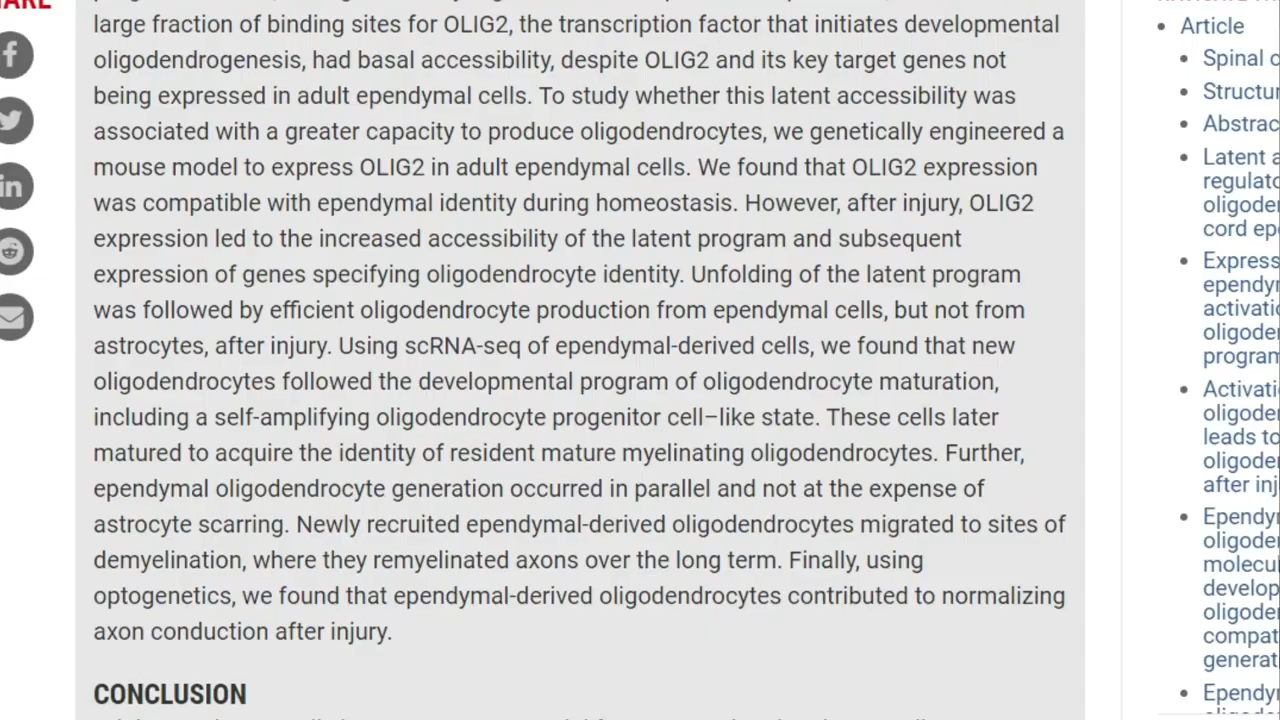 large fraction of binding sites for OLIG2, the transcription factor that initiates developmental
oligodendrogenesis, had basal accessibility, despite OLIG2 and its key target genes not
being expressed in adult ependymal cells. To study whether this latent accessibility was
associated with a greater capacity to produce oligodendrocytes, we genetically engineered a
mouse model to express OLIG2 in adult ependymal cells. We found that OLIG2 expression
was compatible with ependymal identity during homeostasis. However, after injury, OLIG2
expression led to the increased accessibility of the latent program and subsequent
expression of genes specifying oligodendrocyte identity. Unfolding of the latent program
was followed by efficient oligodendrocyte production from ependymal cells, but not from
astrocytes, after injury. Using scRNA-seq of ependymal-derived cells, we found that new
oligodendrocytes followed the developmental program of oligodendrocyte maturation,
including a self-amplifying oligodendrocyte progenitor cell–like state. These cells later
matured to acquire the identity of resident mature myelinating oligodendrocytes. Further,
ependymal oligodendrocyte generation occurred in parallel and not at the expense of
astrocyte scarring. Newly recruited ependymal-derived oligodendrocytes migrated to sites of
demyelination, where they remyelinated axons over the long term. Finally, using
optogenetics, we found that ependymal-derived oligodendrocytes contributed to normalizing
axon conduction after injury.
CONCLUSION
Article
Spinal c
Structur
Abstrac
Latent a
regulato
oligoden
cord epe
Express
ependyr
activatio
oligoder
program
Activati
oligoder
leads to
oligoder
after inj
Ependyr
oligoder
molecul
develop
oligoder
compat
generat
Ependyr